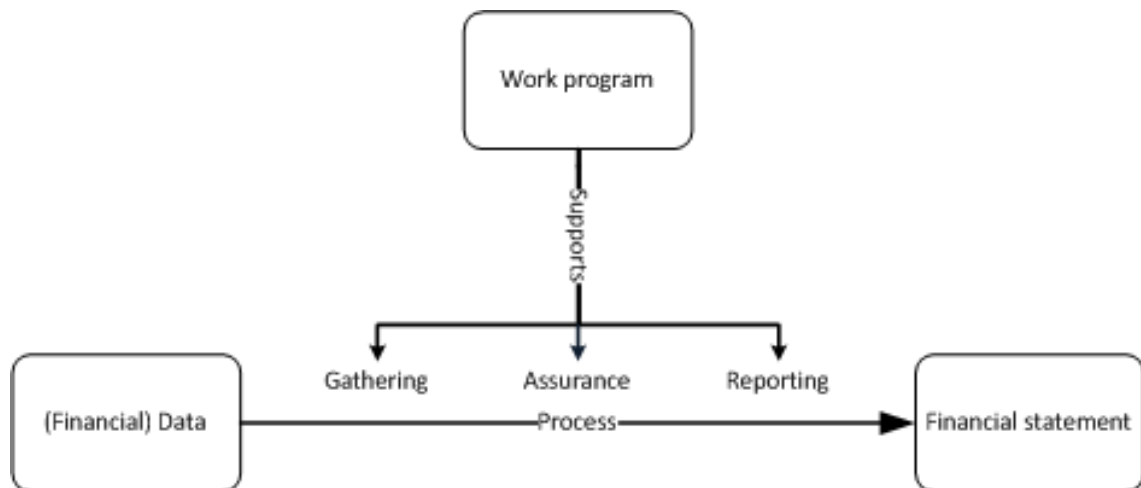 Work program
Supports
Gathering
Assurance
Reporting
(Financial) Data
Process
Financial statement